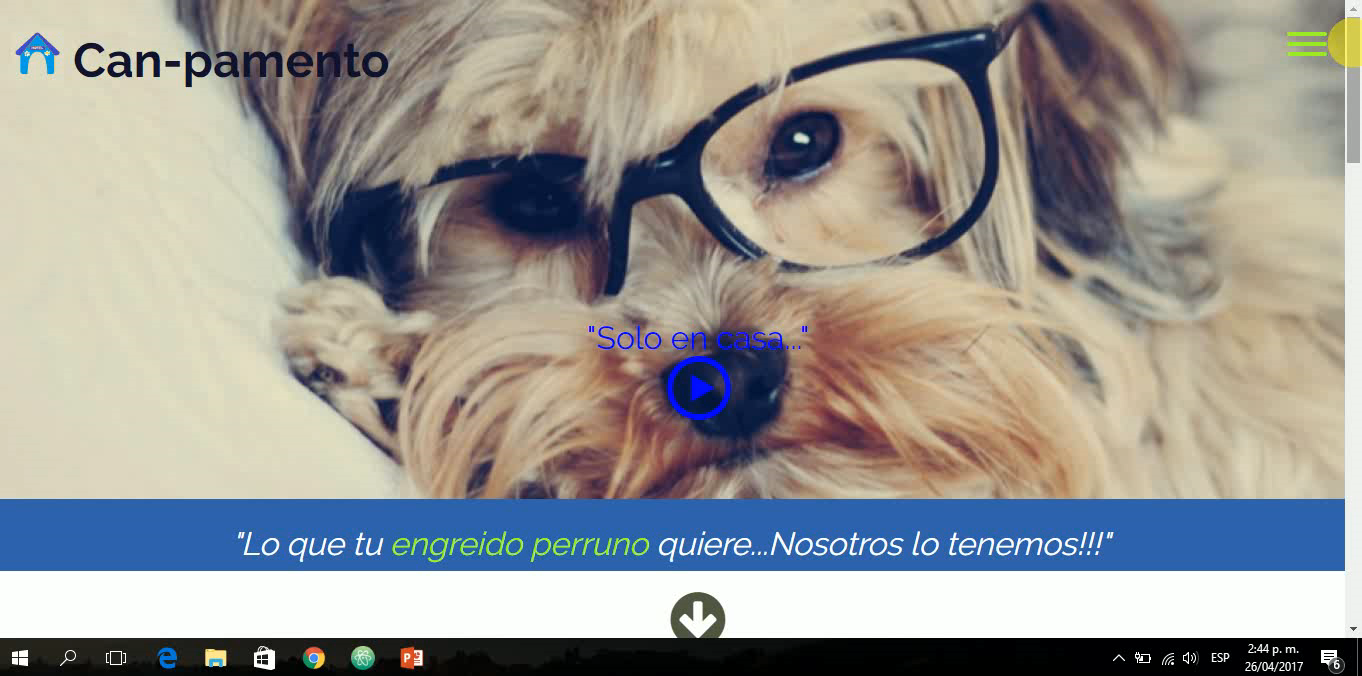 Can-pamento
"Solo en casa..."
"Lo que tu engreido perruno quiere...Nosotros lo tenemos!!!"
ESP
2:44 p. m.
26/04/2017
6